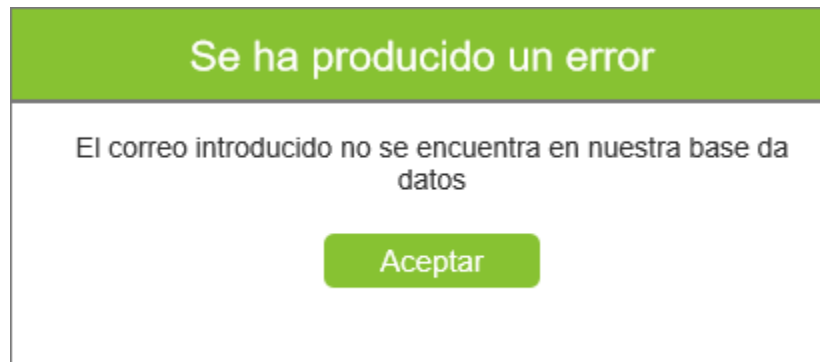 Se ha producido un error
El correo introducido no se encuentra en nuestra base da
datos
Aceptar